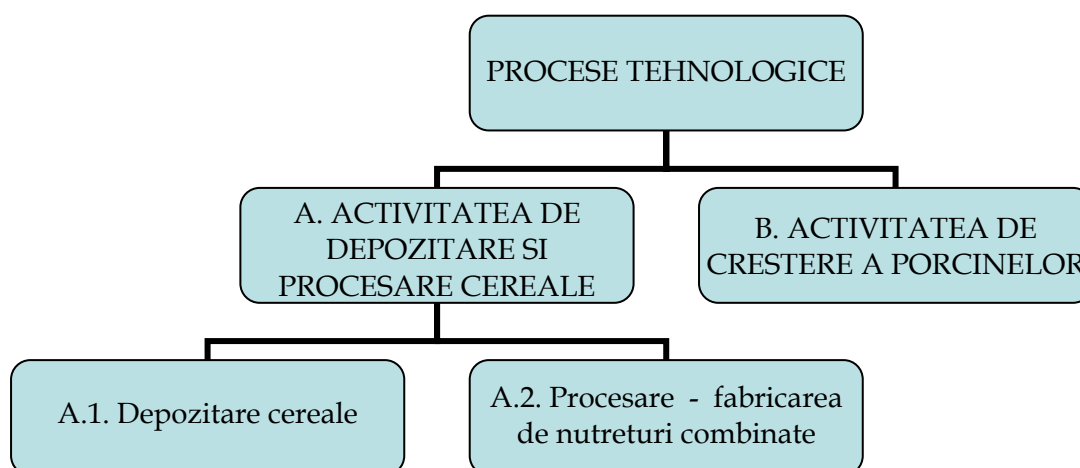 PROCESE TEHNOLOGICE
A. ACTIVITATEA DE
DEPOZITARE SI
PROCESARE CEREALE
B. ACTIVITATEA DE
CRESTERE A PORCINELOR
A.1. Depozitare cereale
A.2. Procesare - fabricarea
de nutreturi combinate